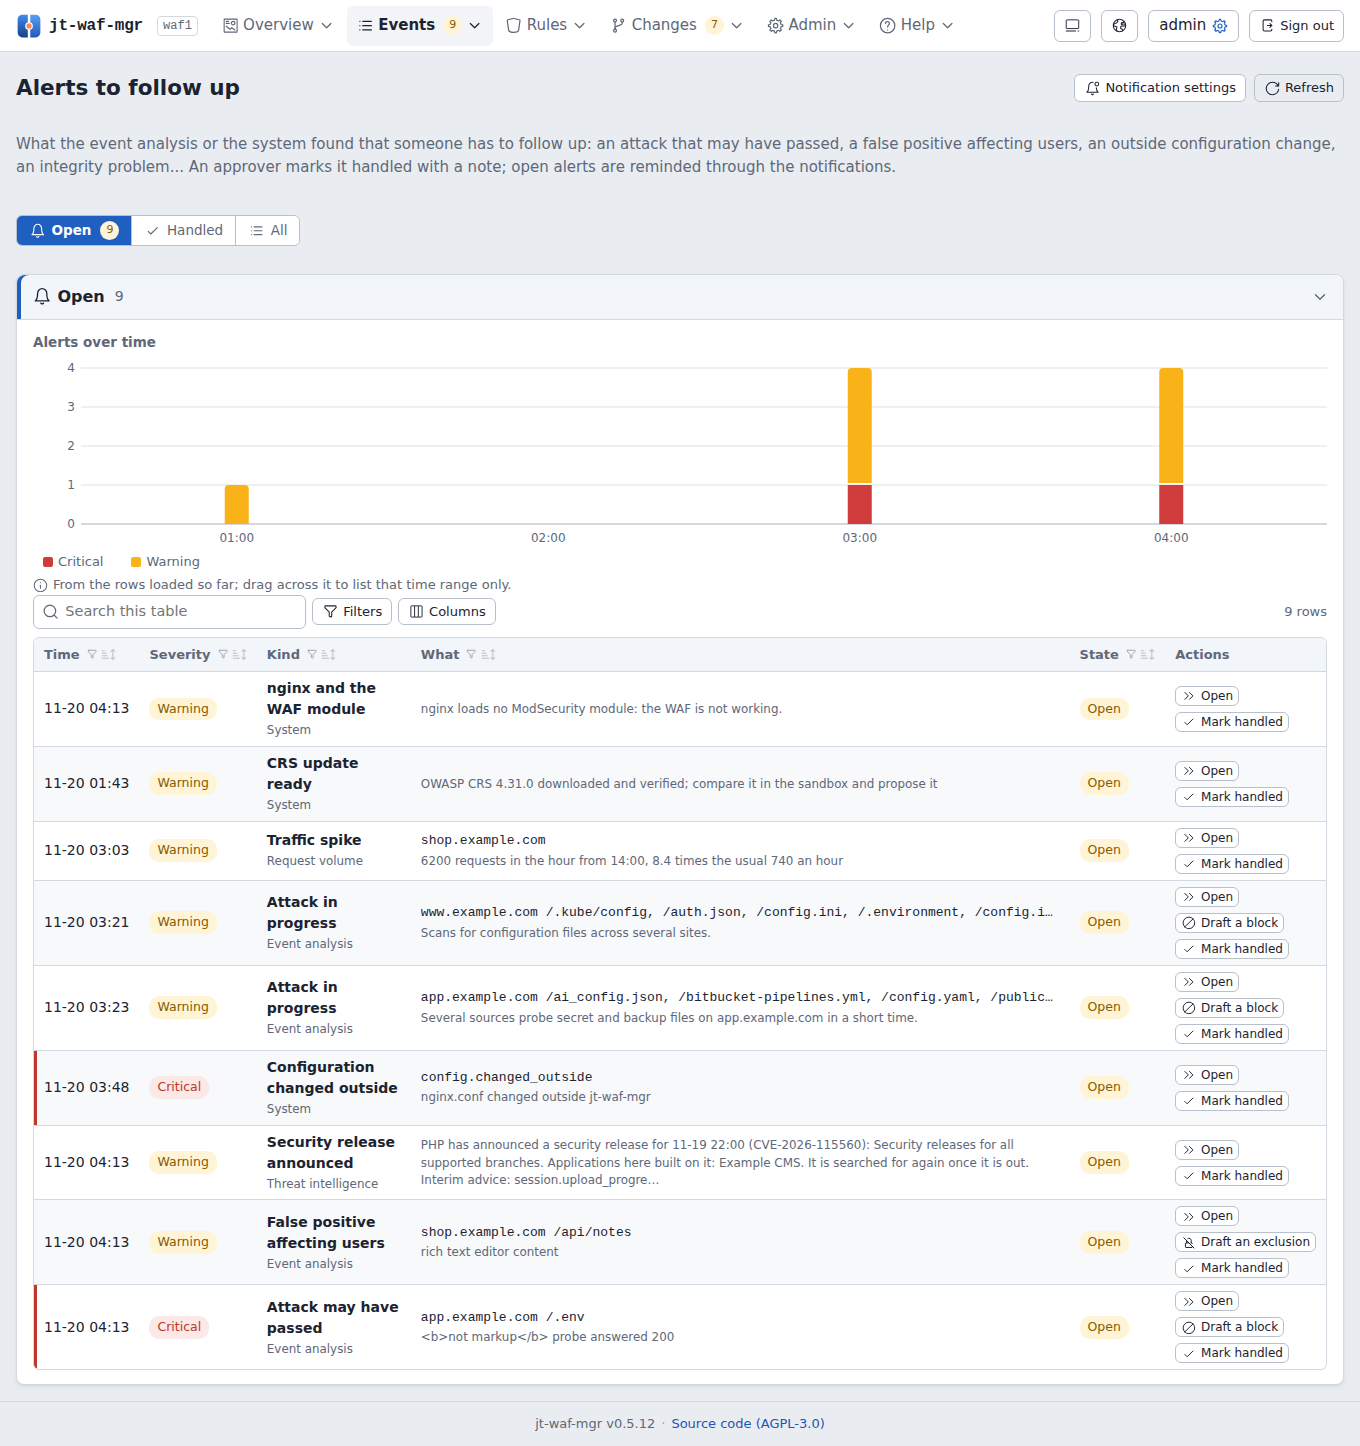 jt-waf-mgr waf1 Overview Events 9 Rules Changes 7 Admin Help admin Sign out
Alerts to follow up
Notification settings Refresh
What the event analysis or the system found that someone has to follow up: an attack that may have passed, a false positive affecting users, an outside configuration change,
an integrity problem... An approver marks it handled with a note; open alerts are reminded through the notifications.
Open 9 Handled All
Open 9
Alerts over time
4
3
2
1
0
01:00 02:00 03:00 04:00
Critical Warning
From the rows loaded so far; drag across it to list that time range only.
Search this table Filters Columns 9 rows
Time Severity Kind What State Actions
11-20 04:13 Warning nginx and the
WAF module
System
nginx loads no ModSecurity module: the WAF is not working.
Open
Open
Mark handled
11-20 01:43 Warning CRS update
ready
System
OWASP CRS 4.31.0 downloaded and verified; compare it in the sandbox and propose it
Open
Open
Mark handled
11-20 03:03 Warning Traffic spike
Request volume
shop.example.com
6200 requests in the hour from 14:00, 8.4 times the usual 740 an hour
Open
Open
Mark handled
11-20 03:21 Warning Attack in
progress
Event analysis
www.example.com /.kube/config, /auth.json, /config.ini, /.environment, /config.i…
Scans for configuration files across several sites.
Open
Open
Draft a block
Mark handled
11-20 03:23 Warning Attack in
progress
Event analysis
app.example.com /ai_config.json, /bitbucket-pipelines.yml, /config.yaml, /public…
Several sources probe secret and backup files on app.example.com in a short time.
Open
Open
Draft a block
Mark handled
11-20 03:48 Critical Configuration
changed outside
System
config.changed_outside
nginx.conf changed outside jt-waf-mgr
Open
Open
Mark handled
11-20 04:13 Warning Security release
announced
Threat intelligence
PHP has announced a security release for 11-19 22:00 (CVE-2026-115560): Security releases for all
supported branches. Applications here built on it: Example CMS. It is searched for again once it is out.
Interim advice: session.upload_progre…
Open
Open
Mark handled
11-20 04:13 Warning False positive
affecting users
Event analysis
shop.example.com /api/notes
rich text editor content
Open
Open
Draft an exclusion
Mark handled
11-20 04:13 Critical Attack may have
passed
Event analysis
app.example.com /.env
<b>not markup</b> probe answered 200
Open
Open
Draft a block
Mark handled
jt-waf-mgr v0.5.12 · Source code (AGPL-3.0)